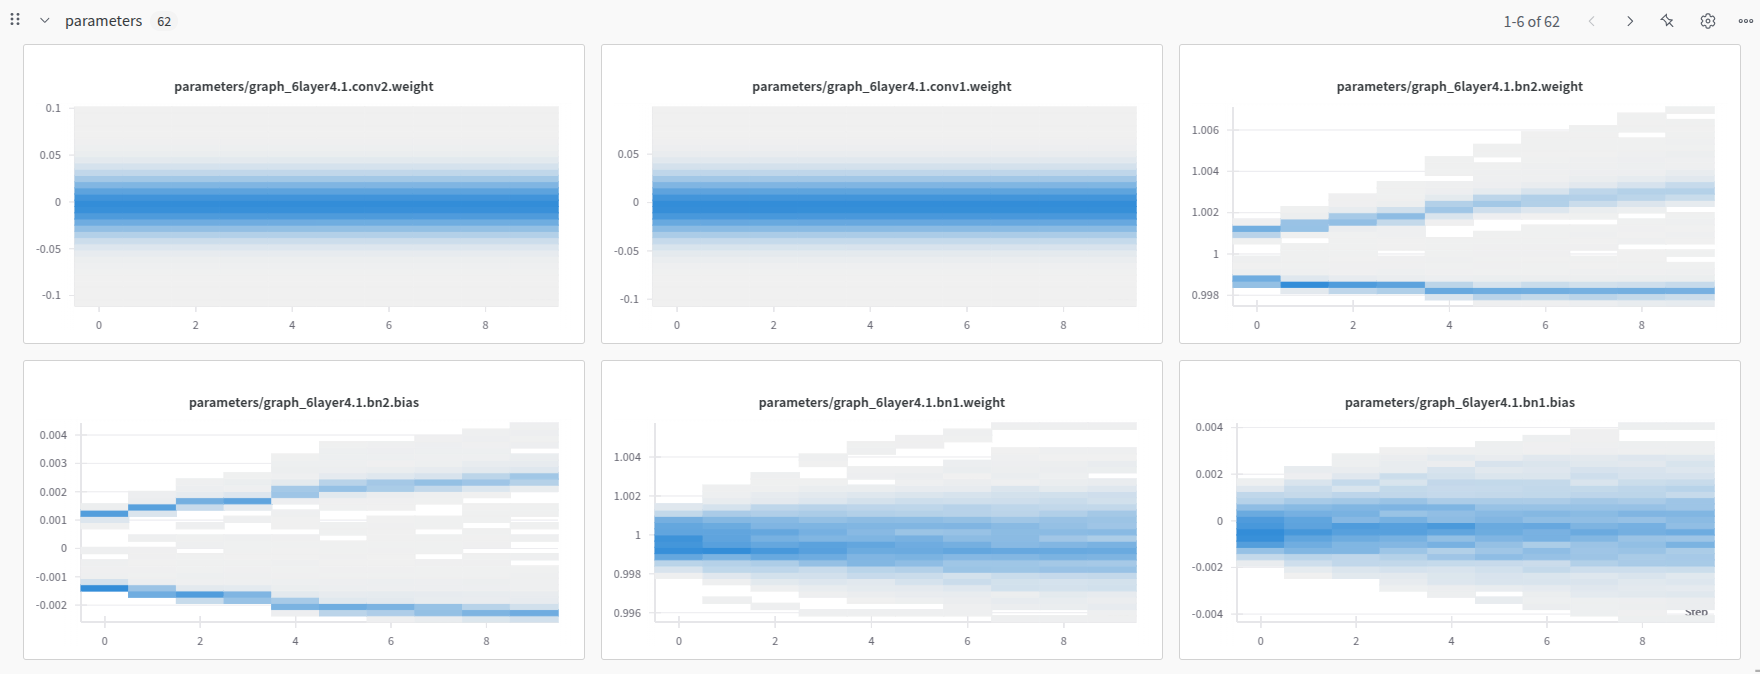 parameters 62
1-6 of 62
parameters/graph_6layer4.1.conv2.weight
0.1
0.05
0
-0.05
-0.1
0 2 4 6 8
parameters/graph_6layer4.1.conv1.weight
0.05
0
-0.05
-0.1
0 2 4 6 8
parameters/graph_6layer4.1.bn2.weight
1.006
1.004
1.002
1
0.998
0 2 4 6 8
parameters/graph_6layer4.1.bn2.bias
0.004
0.003
0.002
0.001
0
-0.001
-0.002
0 2 4 6 8
parameters/graph_6layer4.1.bn1.weight
1.004
1.002
1
0.998
0.996
0 2 4 6 8
parameters/graph_6layer4.1.bn1.bias
0.004
0.002
0
-0.002
-0.004
Step
0 2 4 6 8